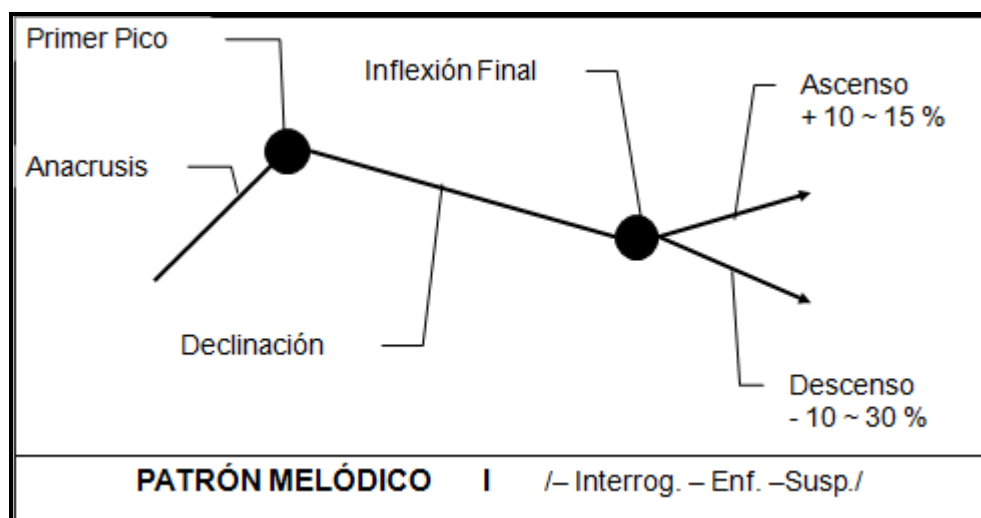 Primer Pico
Inflexión Final
Ascenso
+ 10 ~ 15 %
Anacrusis
Declinación
Descenso
- 10 ~ 30 %
PATRÓN MELÓDICO I /– Interrog. – Enf. –Susp./